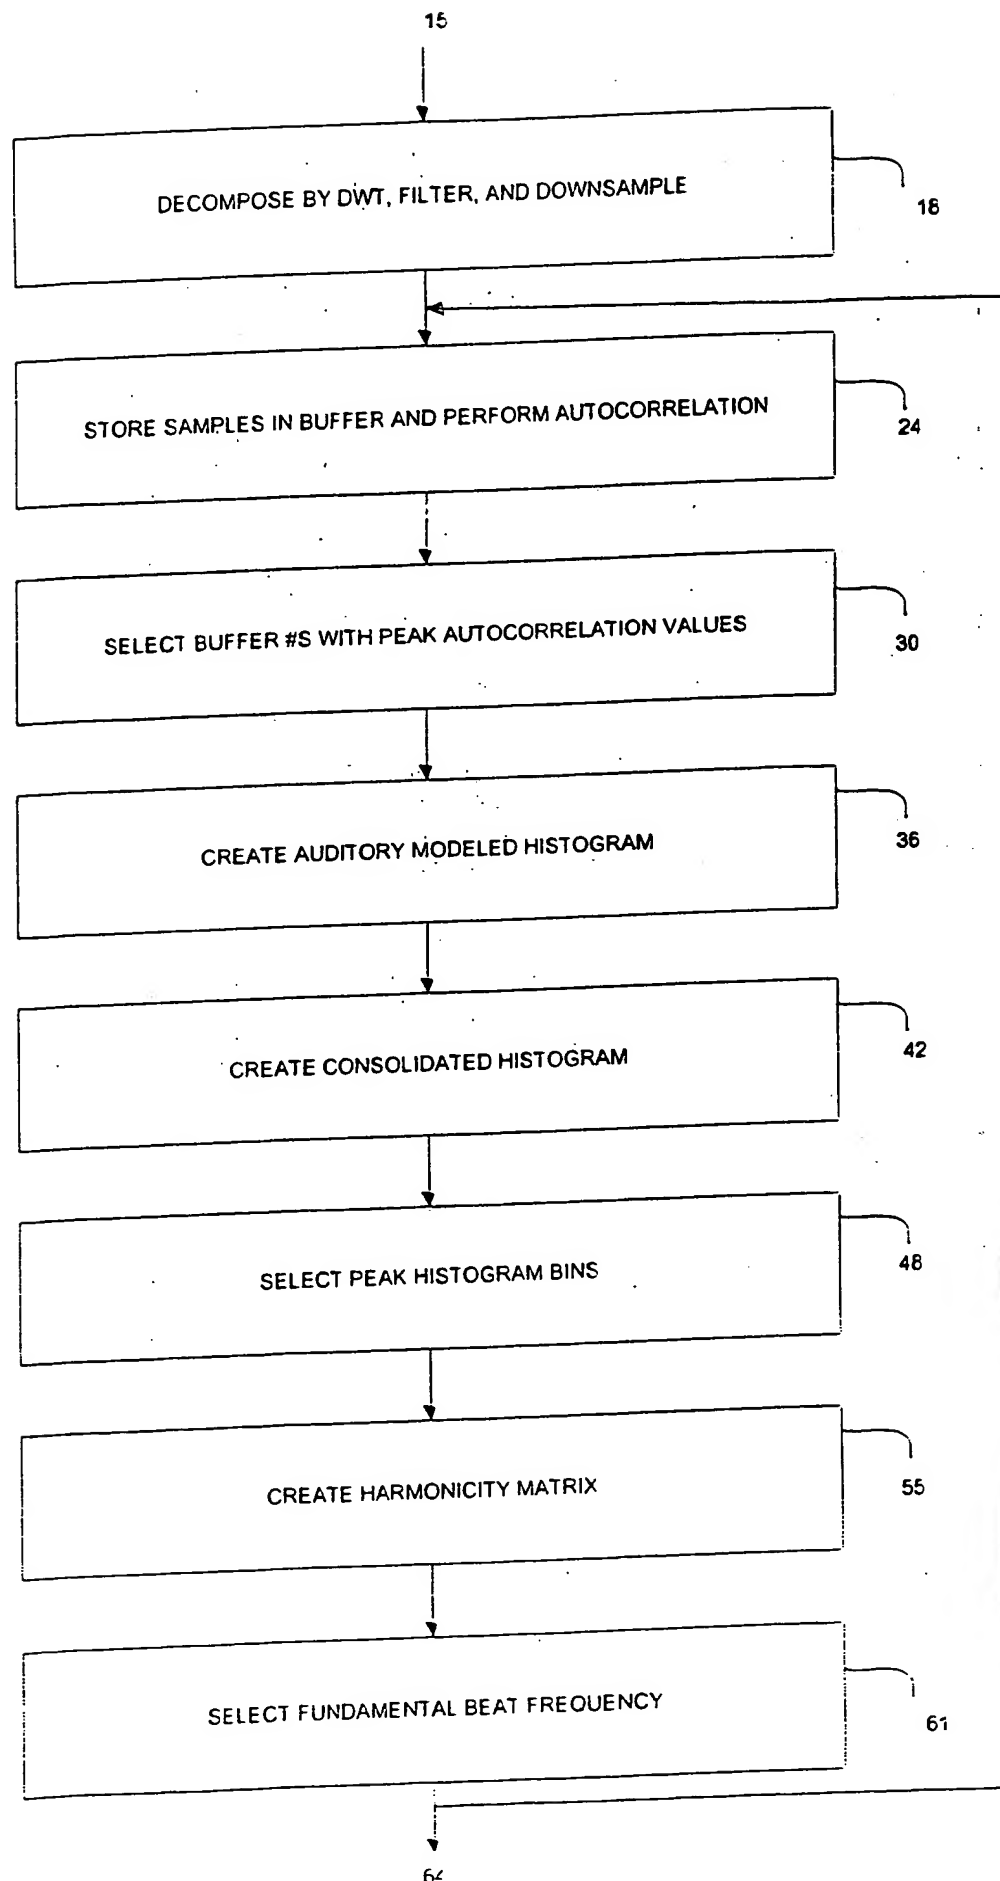 15
DECOMPOSE BY DWT, FILTER, AND DOWNSAMPLE
18
STORE SAMPLES IN BUFFER AND PERFORM AUTOCORRELATION
24
SELECT BUFFER #S WITH PEAK AUTOCORRELATION VALUES
30
CREATE AUDITORY MODELED HISTOGRAM
36
CREATE CONSOLIDATED HISTOGRAM
42
SELECT PEAK HISTOGRAM BINS
48
CREATE HARMONICITY MATRIX
55
SELECT FUNDAMENTAL BEAT FREQUENCY
61